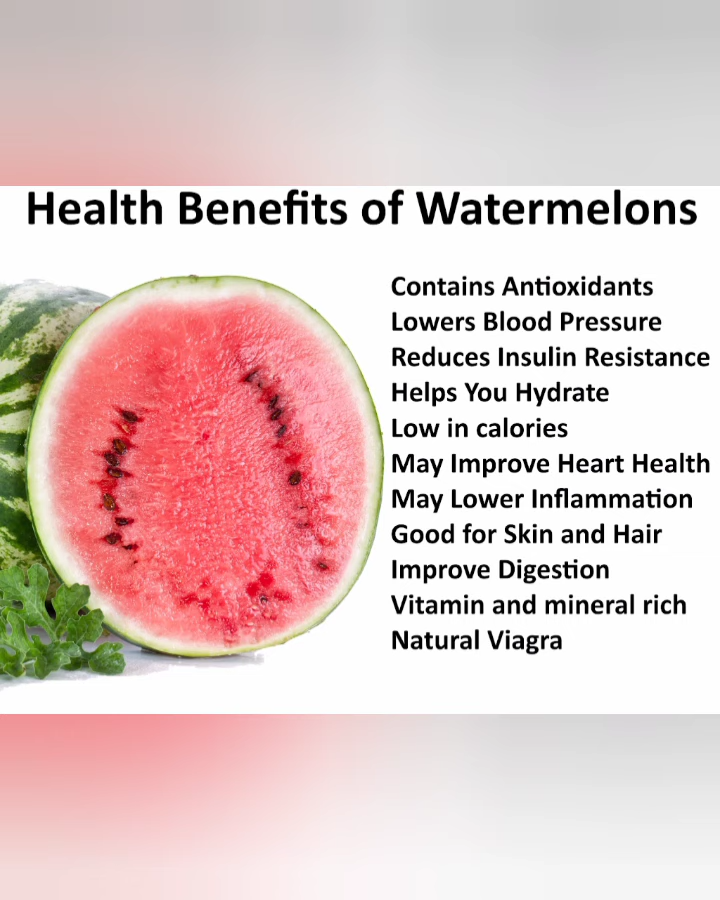 Health Benefits of Watermelons
Contains Antioxidants
Lowers Blood Pressure
Reduces Insulin Resistance
Helps You Hydrate
Low in calories
May Improve Heart Health
May Lower Inflammation
Good for Skin and Hair
Improve Digestion
Vitamin and mineral rich
Natural Viagra